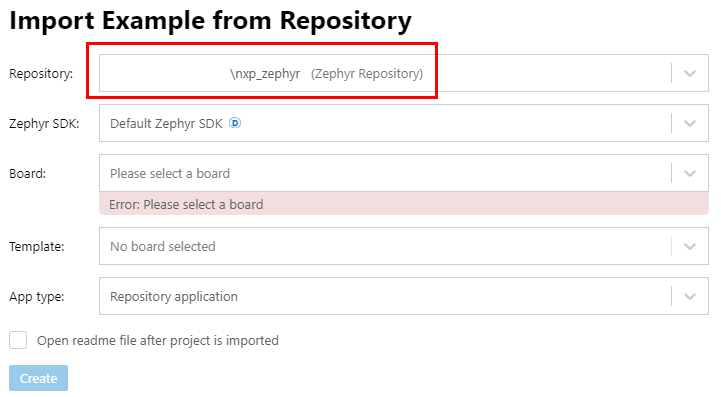 Import Example from Repository
Repository: \nxp_zephyr (Zephyr Repository)
Zephyr SDK: Default Zephyr SDK D
Board: Please select a board
Error: Please select a board
Template: No board selected
App type: Repository application
Open readme file after project is imported
Create